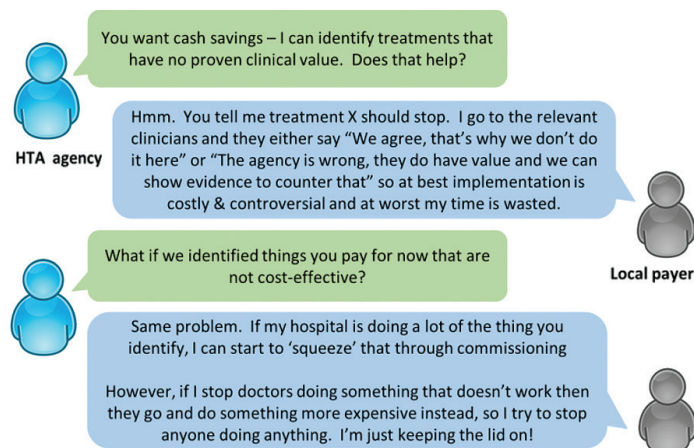 You want cash savings – I can identify treatments that
have no proven clinical value.  Does that help?
HTA  agency
Hmm.  You tell me treatment X should stop.  I go to the relevant
clinicians and they either say “We agree, that’s why we don’t do
it here” or “The agency is wrong, they do have value and we can
show evidence to counter that” so at best implementation is
costly & controversial and at worst my time is wasted.
Local payer
What if we identified things you pay for now that are
not cost-effective?
Same problem.  If my hospital is doing a lot of the thing you
identify, I can start to ‘squeeze’ that through commissioning
However, if I stop doctors doing something that doesn’t work then
they go and do something more expensive instead, so I try to stop
anyone doing anything.  I’m just keeping the lid on!